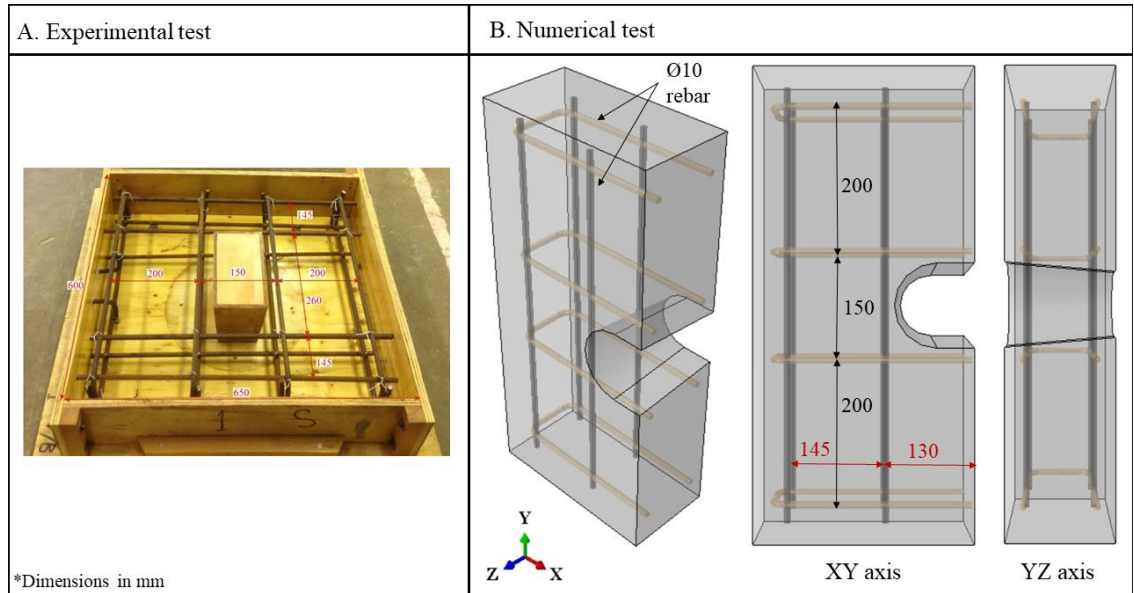 A. Experimental test
B. Numerical test
145
200
150
200
600
260
145
650
1 S
*Dimensions in mm
Ø10
rebar
200
150
200
145
130
Y
Z
X
XY axis
YZ axis